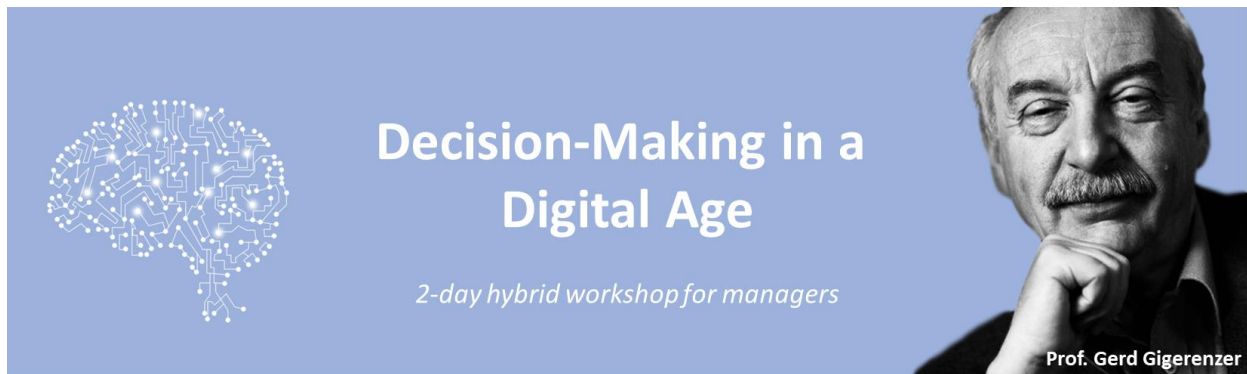 Decision-Making in a
Digital Age
2-day hybrid workshop for managers
Prof. Gerd Gigerenzer